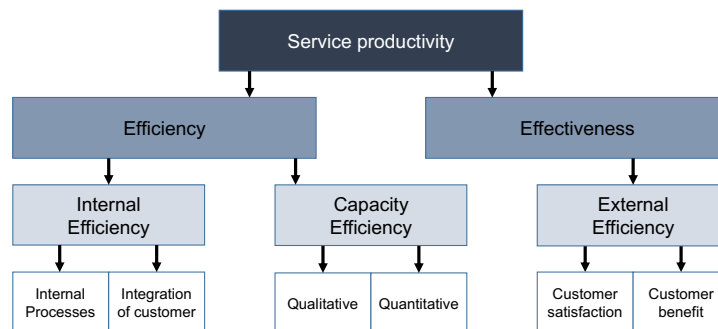 Service productivity
Efficiency
Effectiveness
Internal
Efficiency
Capacity
Efficiency
External
Efficiency
Internal
Processes
Integration
of customer
Qualitative
Quantitative
Customer
satisfaction
Customer
benefit